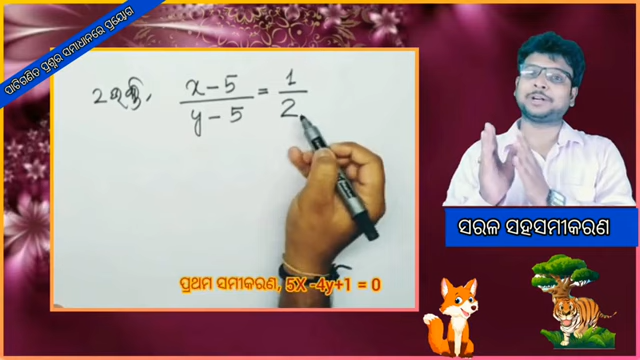 ପାଟିଗଣିତ ପ୍ରଶ୍ନର ସମାଧାନରେ ପ୍ରୟୋଗ
x - 5 / y - 5 = 1 / 2
ସରଳ ସହସମୀକରଣ
ପ୍ରଥମ ସମୀକରଣ, 5X -4y+1 = 0